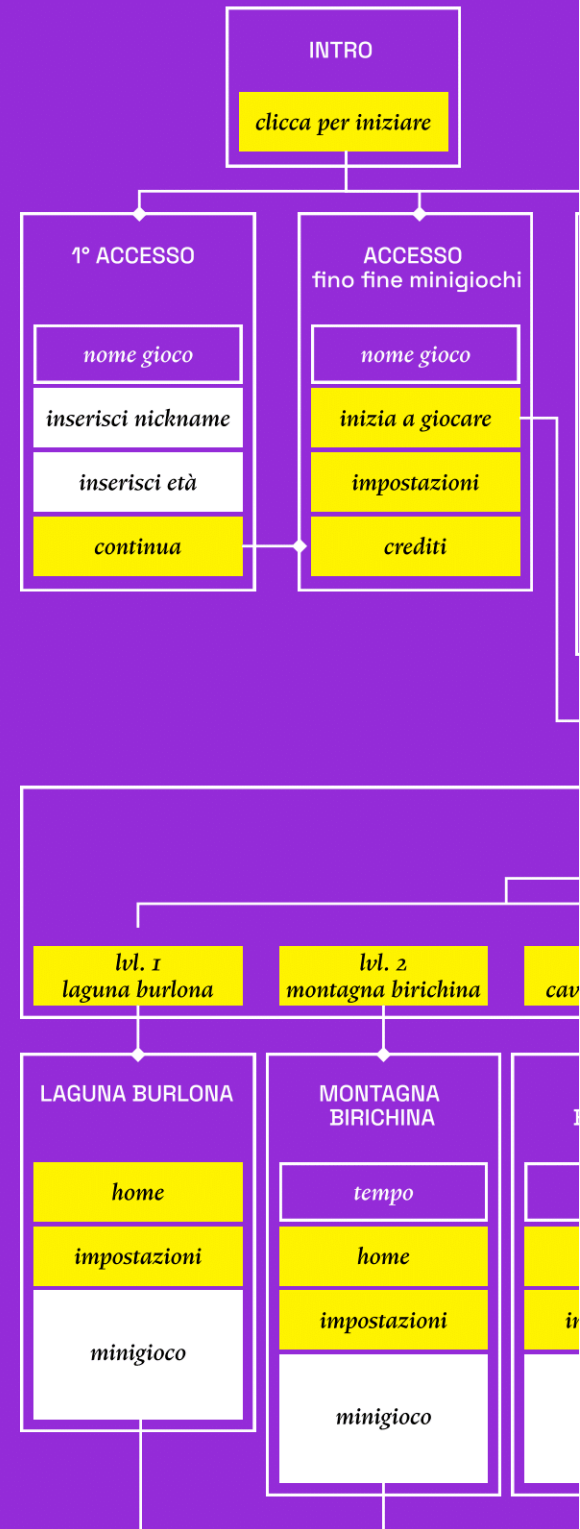 INTRO
clicca per iniziare
1° ACCESSO
nome gioco
inserisci nickname
inserisci età
continua
ACCESSO
fino fine minigiochi
nome gioco
inizia a giocare
impostazioni
crediti
lvl. 1
laguna burlona
lvl. 2
montagna birichina
LAGUNA BURLONA
home
impostazioni
minigioco
MONTAGNA
BIRICHINA
tempo
home
impostazioni
minigioco